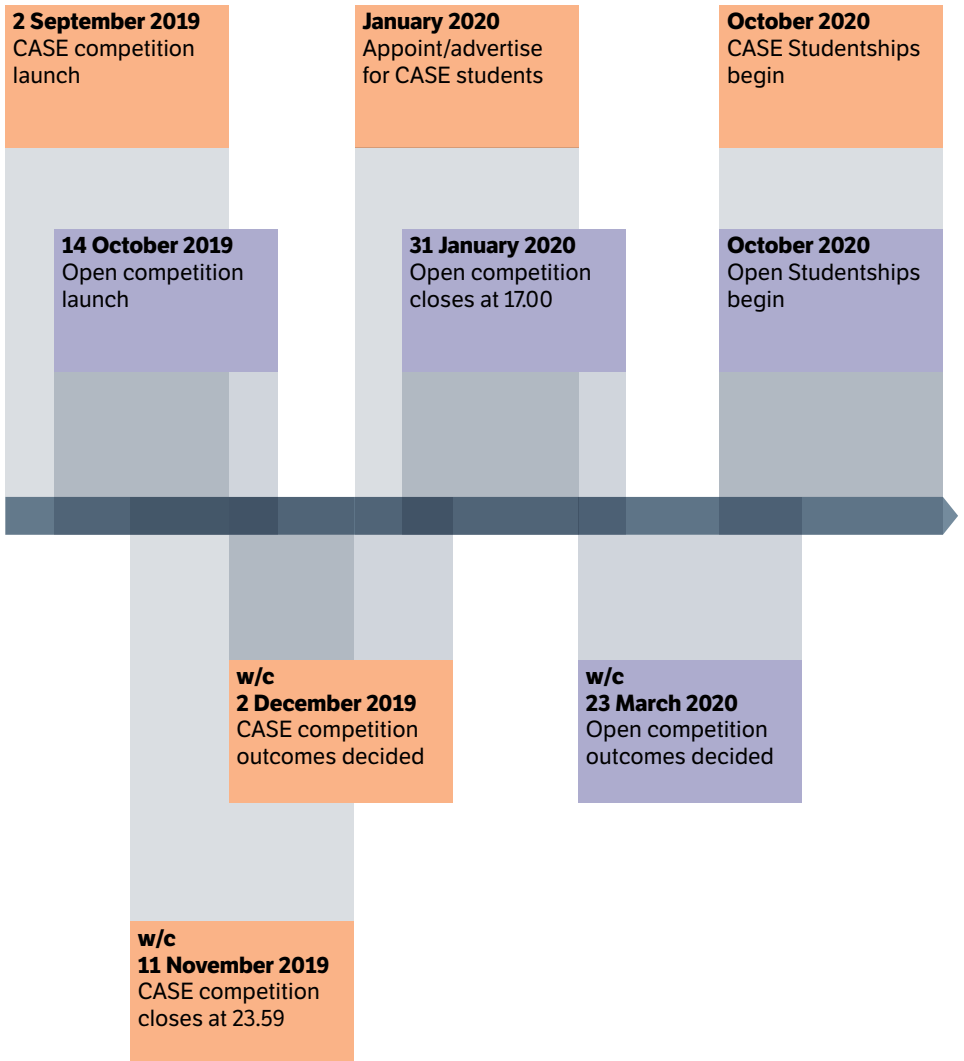 2 September 2019
CASE competition
launch
January 2020
Appoint/advertise
for CASE students
October 2020
CASE Studentships
begin
14 October 2019
Open competition
launch
31 January 2020
Open competition
closes at 17.00
October 2020
Open Studentships
begin
w/c
2 December 2019
CASE competition
outcomes decided
w/c
23 March 2020
Open competition
outcomes decided
w/c
11 November 2019
CASE competition
closes at 23.59